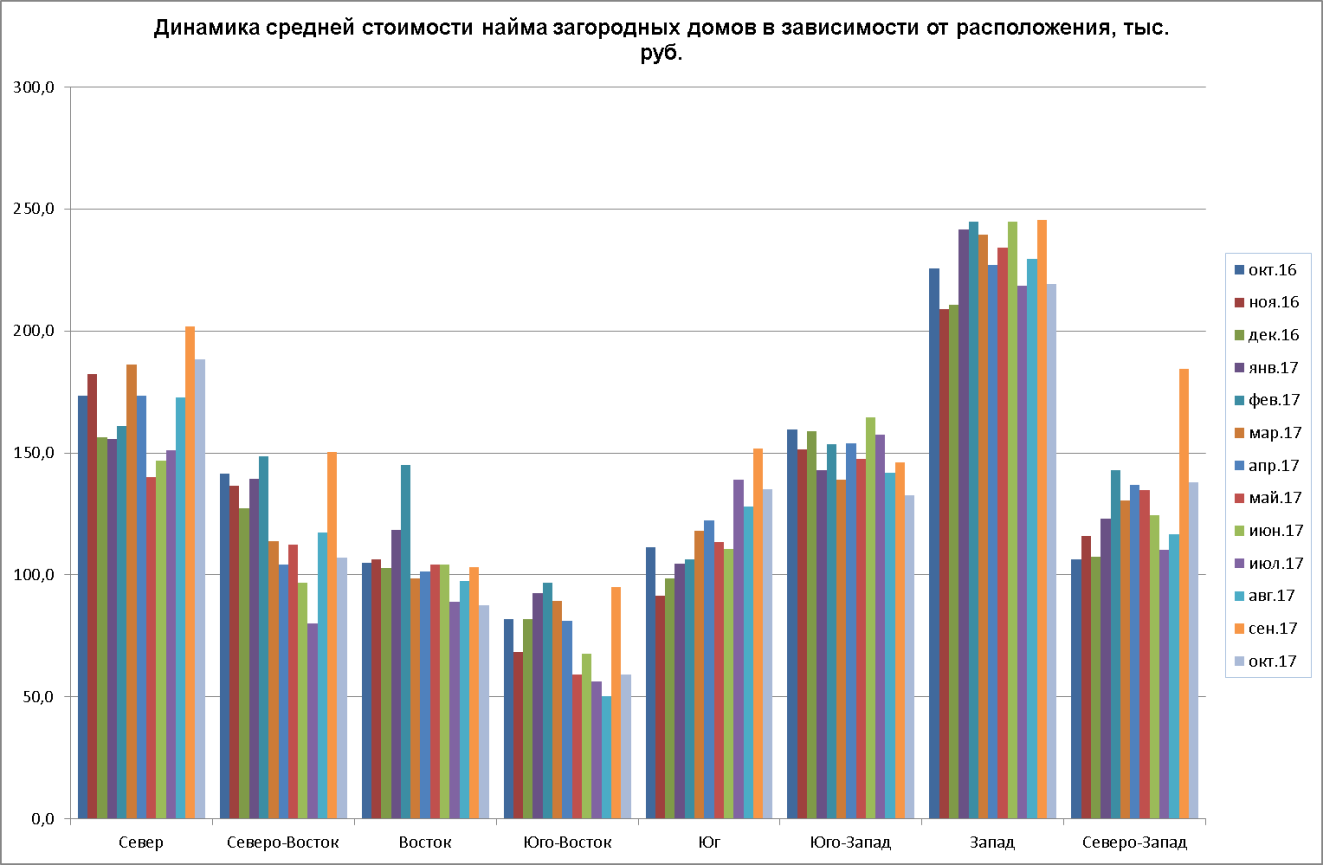 Динамика средней стоимости найма загородных домов в зависимости от расположения, тыс.
руб.
300,0
250,0
200,0
150,0
100,0
50,0
0,0
Север
Северо-Восток
Восток
Юго-Восток
Юг
Юго-Запад
Запад
Северо-Запад
окт.16
ноя.16
дек.16
янв.17
фев.17
мар.17
апр.17
май.17
июн.17
июл.17
авг.17
сен.17
окт.17